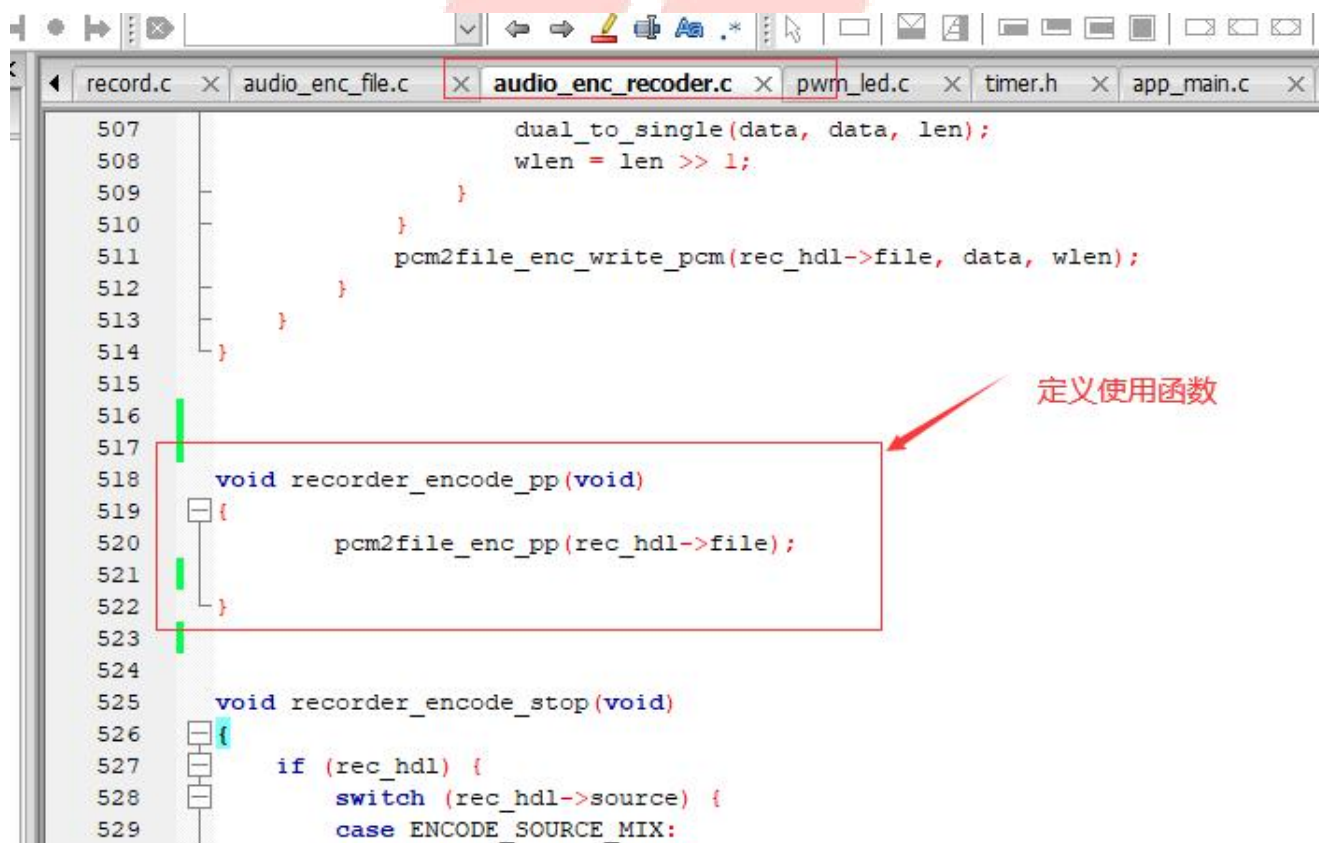 Aa .*
record.c × audio_enc_file.c × audio_enc_recoder.c × pwm_led.c × timer.h × app_main.c ×
507 dual_to_single(data, data, len);
508 wlen = len >> 1;
509 }
510 }
511 pcm2file_enc_write_pcm(rec_hdl->file, data, wlen);
512 }
513 }
514 }
515
516
517
518 void recorder_encode_pp(void)
519 {
520 pcm2file_enc_pp(rec_hdl->file);
521
522 }
523
524
525 void recorder_encode_stop(void)
526 {
527 if (rec_hdl) {
528 switch (rec_hdl->source) {
529 case ENCODE_SOURCE_MIX:
定义使用函数